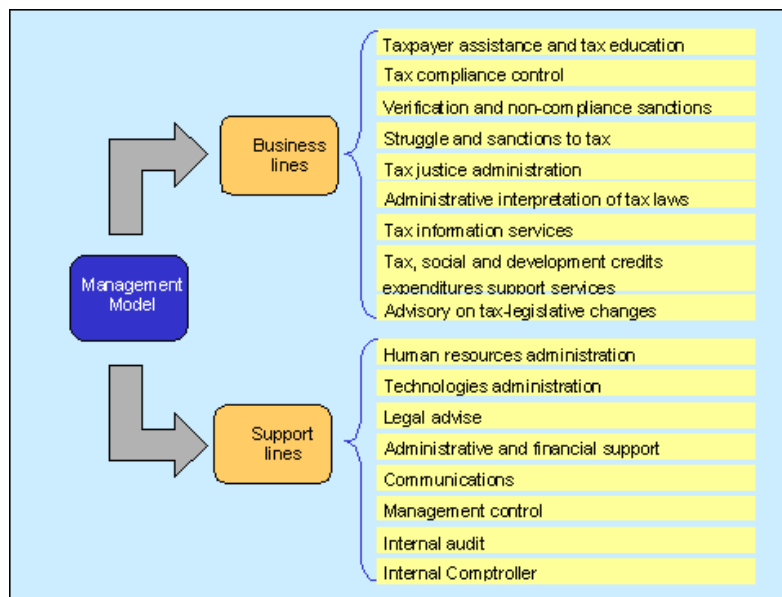 Taxpayer assistance and tax education
Tax compliance control
Verification and non-compliance sanctions
Business
lines
Struggle and sanctions to tax
Tax justice administration
Administrative interpretation of tax laws
Tax information services
Tax, social and development credits
expenditures support services
Advisory on tax-legislative changes
Management
Model
Human resources administration
Technologies administration
Legal advise
Support
lines
Administrative and financial support
Communications
Management control
Internal audit
Internal Comptroller